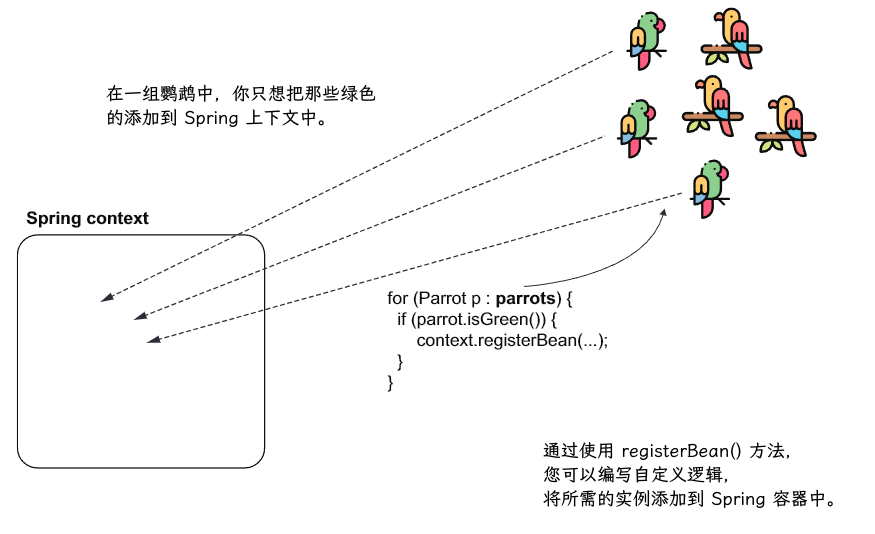 在一组鹦鹉中，你只想把那些绿色
的添加到 Spring 上下文中。
Spring context
for (Parrot p : parrots) {
if (parrot.isGreen()) {
context.registerBean(...);
}
}
通过使用 registerBean() 方法，
您可以编写自定义逻辑，
将所需的实例添加到 Spring 容器中。